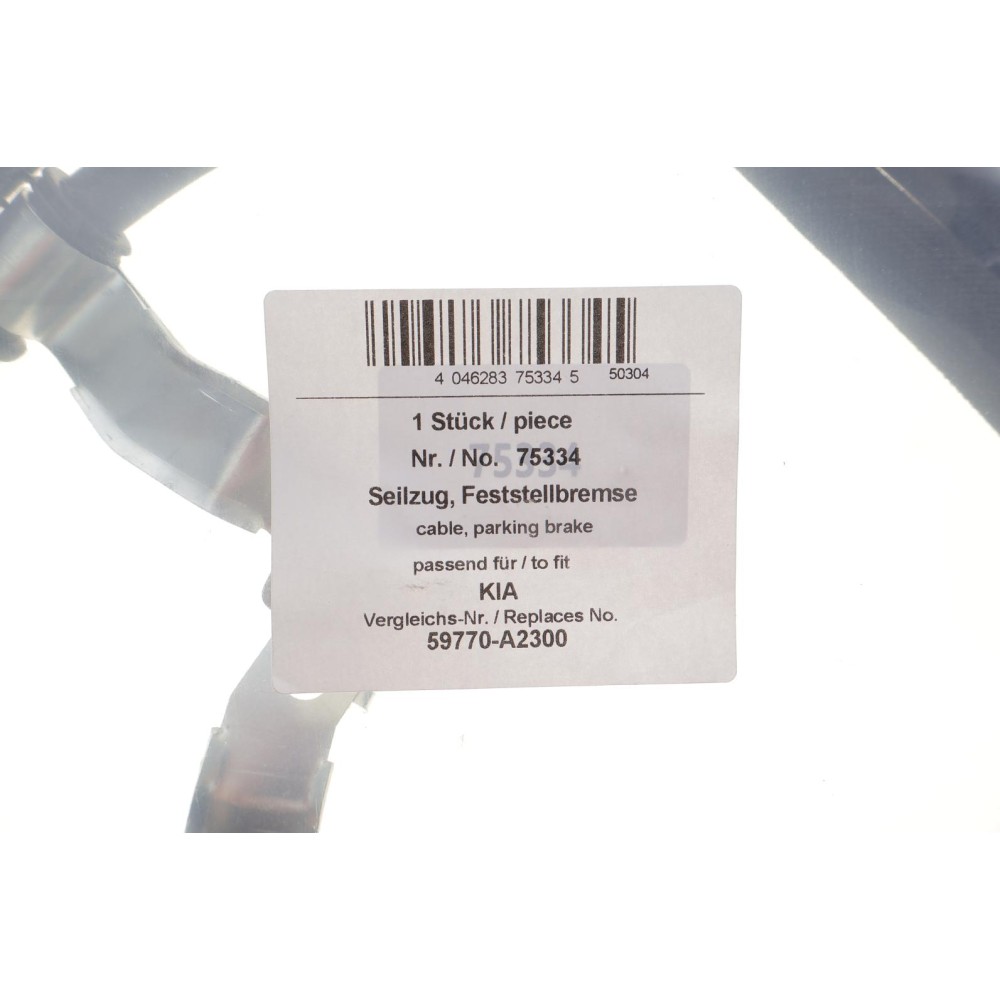 4 046283 75334 5 50304
1 Stück / piece
Nr. / No. 75334
75334
Seilzug, Feststellbremse
cable, parking brake
passend für / to fit
KIA
Vergleichs-Nr. / Replaces No.
59770-A2300